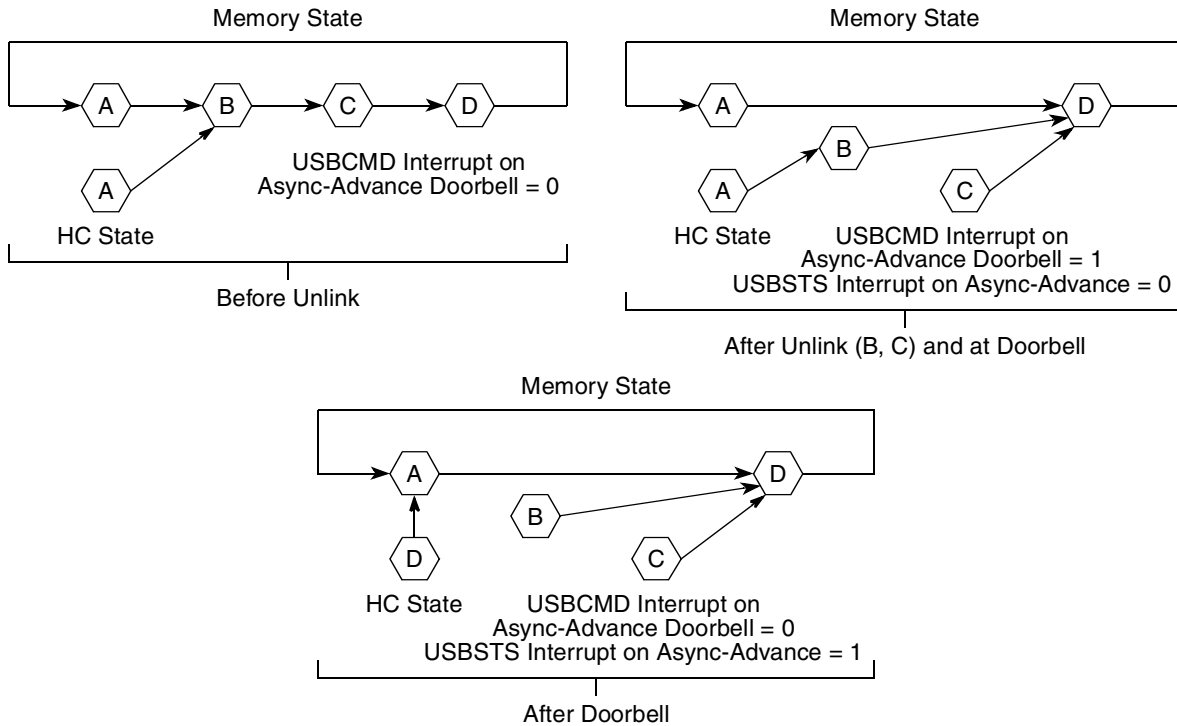 Memory State
A
B
C
D
A
HC State
USBCMD Interrupt on
Async-Advance Doorbell = 0
Before Unlink
Memory State
A
D
B
A
C
HC State
USBCMD Interrupt on
Async-Advance Doorbell = 1
USBSTS Interrupt on Async-Advance = 0
After Unlink (B, C) and at Doorbell
Memory State
A
D
B
D
C
HC State
USBCMD Interrupt on
Async-Advance Doorbell = 0
USBSTS Interrupt on Async-Advance = 1
After Doorbell